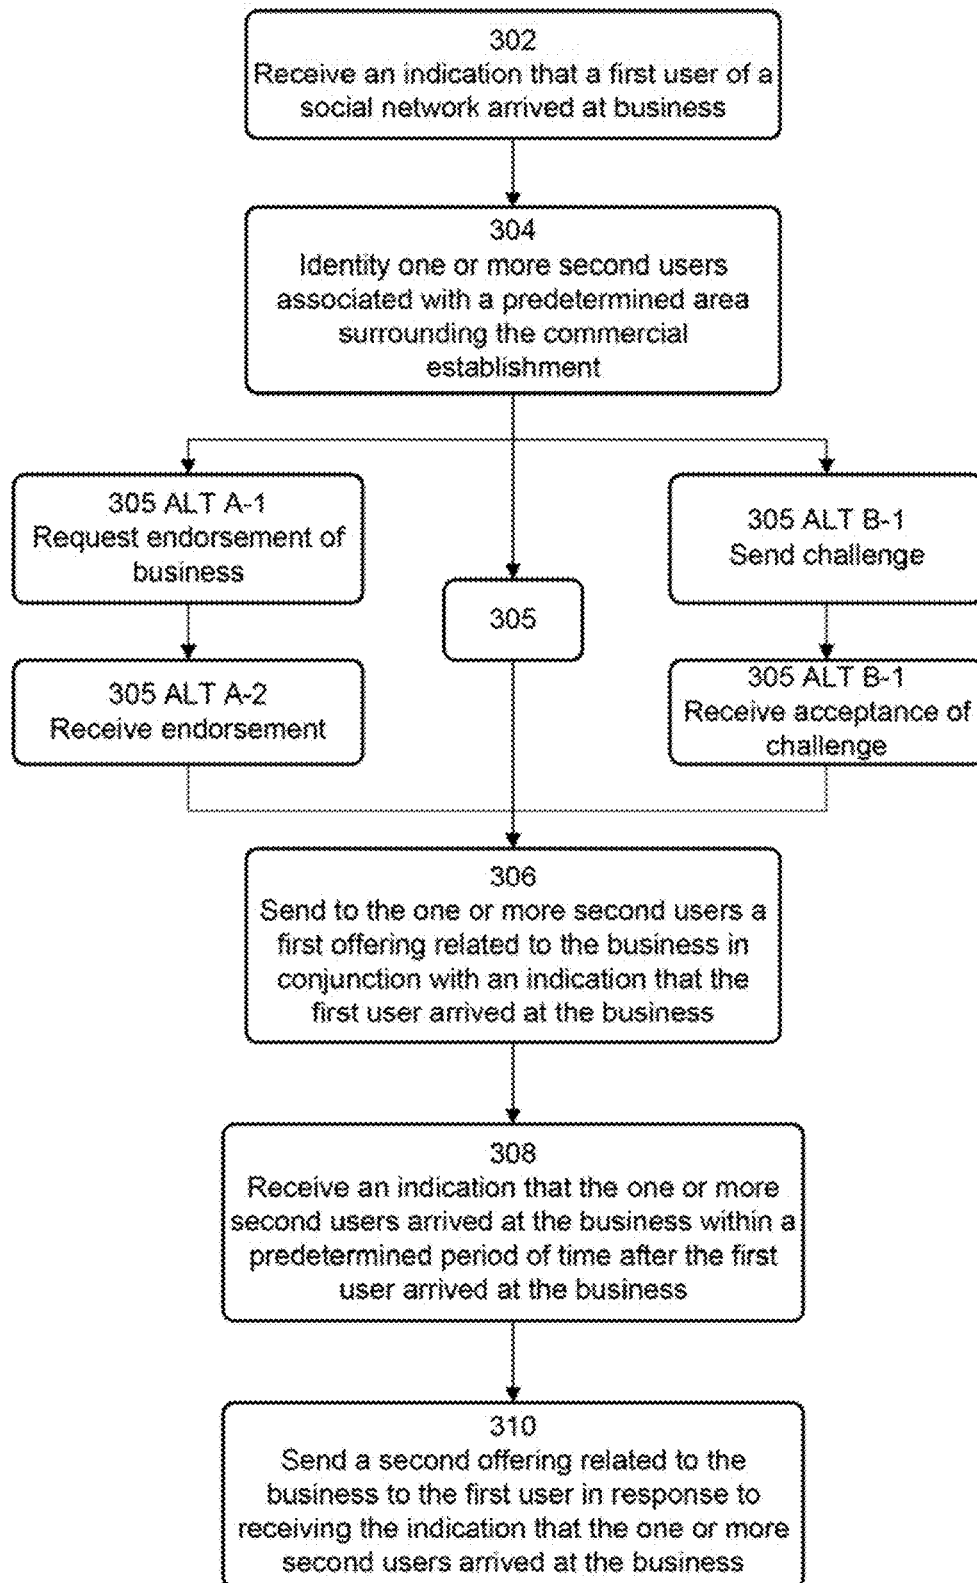 302
Receive an indication that a first user of a
social network arrived at business
304
Identity one or more second users
associated with a predetermined area
surrounding the commercial
establishment
305 ALT A-1
Request endorsement of
business
305 ALT A-2
Receive endorsement
305
305 ALT B-1
Send challenge
305 ALT B-1
Receive acceptance of
challenge
306
Send to the one or more second users a
first offering related to the business in
conjunction with an indication that the
first user arrived at the business
308
Receive an indication that the one or more
second users arrived at the business within a
predetermined period of time after the first
user arrived at the business
310
Send a second offering related to the
business to the first user in response to
receiving the indication that the one or more
second users arrived at the business